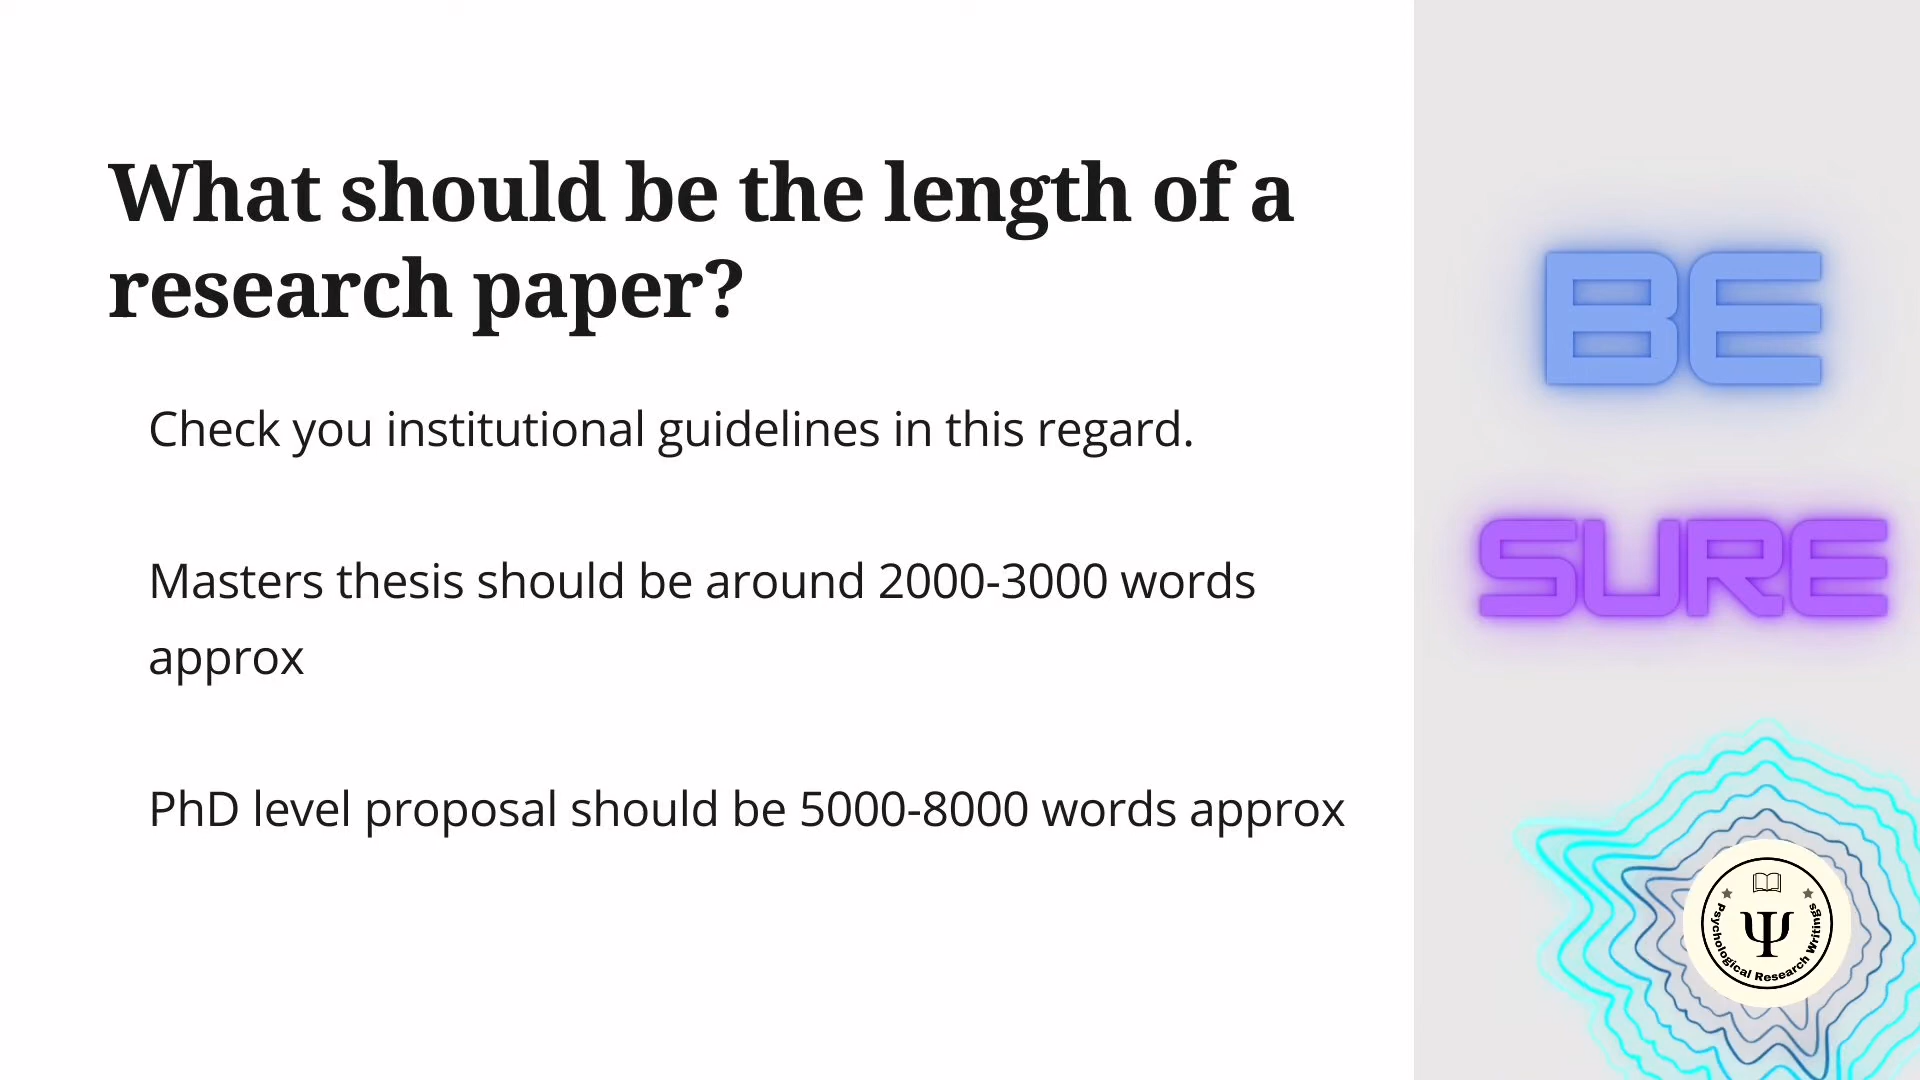 What should be the length of a
research paper?
Check you institutional guidelines in this regard.
Masters thesis should be around 2000-3000 words
approx
PhD level proposal should be 5000-8000 words approx
BE
SURE
Ψ
Psychological Research Writings